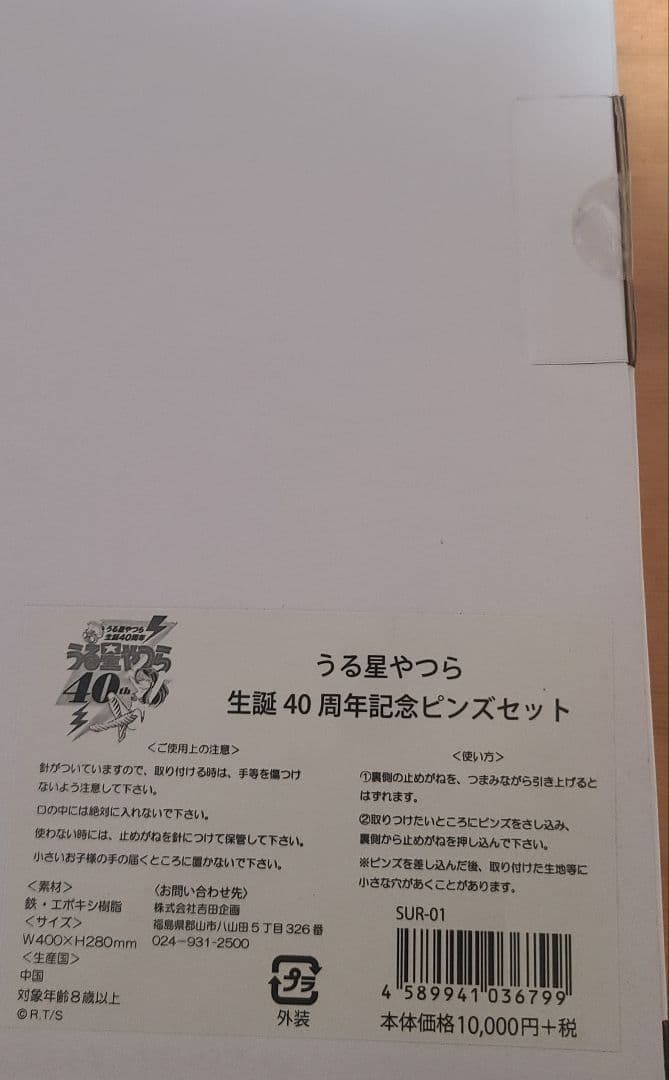 うる星やつら
生誕40周年
うる星やつら
40th
うる星やつら
生誕 40 周年記念ピンズセット
＜ご使用上の注意＞
針がついていますので、取り付ける時は、手等を傷つけ
ないよう注意して下さい。
口の中には絶対に入れないで下さい。
使わない時には、止めがねを針につけて保管して下さい。
小さいお子様の手の届くところに置かないで下さい。
＜使い方＞
①裏側の止めがねを、つまみながら引き上げると
はずれます。
②取りつけたいところにピンズをさし込み、
裏側から止めがねを押し込んで下さい。
※ピンズを差し込んだ後、取り付けた生地等に
小さな穴があくことがあります。
＜素材＞
鉄・エポキシ樹脂
＜サイズ＞
W400×H280mm
＜生産国＞
中国
対象年齢8歳以上
©R.T/S
〈お問い合わせ先〉
株式会社吉田企画
福島県郡山市八山田5丁目326番
024-931-2500
プラ
外装
SUR-01
4 589941 036799
本体価格10,000円+税